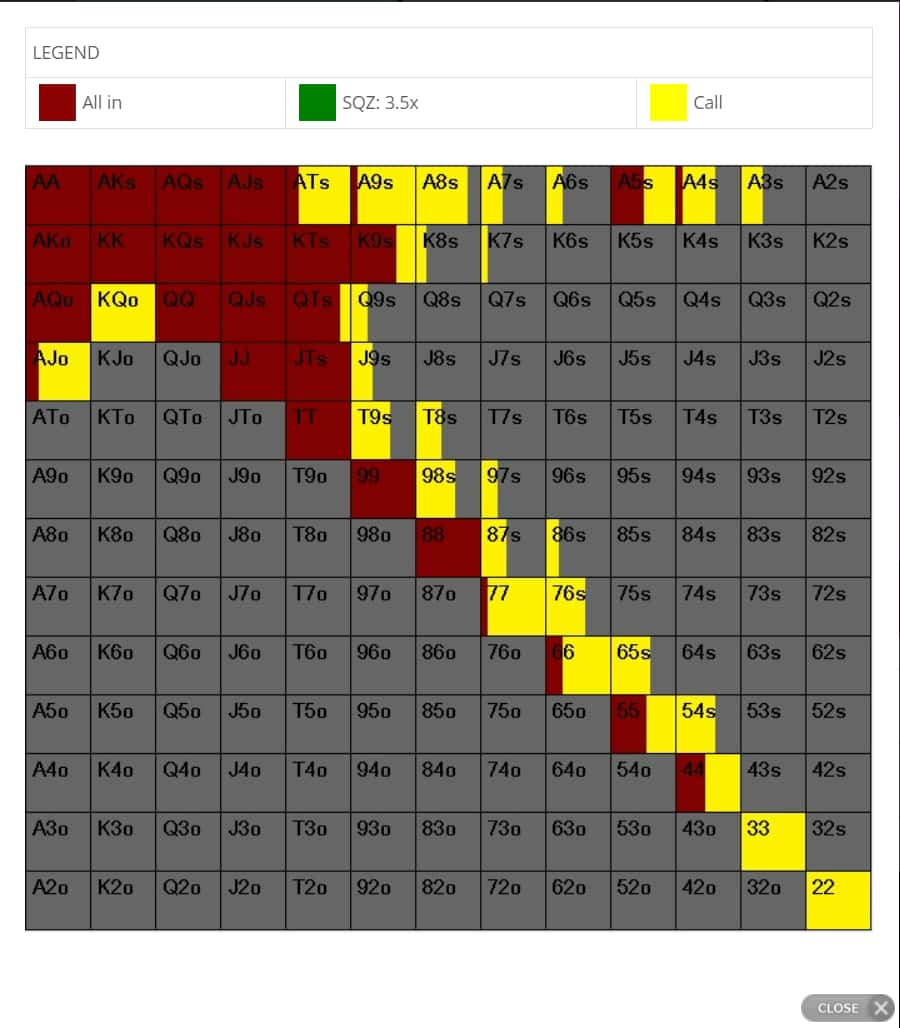 LEGEND
All in SQZ: 3.5x Call
AA AKs AQs AJs ATs A9s A8s A7s A6s A5s A4s A3s A2s
AKo KK KQs KJs KTs K9s K8s K7s K6s K5s K4s K3s K2s
AQo KQo QQ QJs QTs Q9s Q8s Q7s Q6s Q5s Q4s Q3s Q2s
AJo KJo QJo JJ JTs J9s J8s J7s J6s J5s J4s J3s J2s
ATo KTo QTo JTo TT T9s T8s T7s T6s T5s T4s T3s T2s
A9o K9o Q9o J9o T9o 99 98s 97s 96s 95s 94s 93s 92s
A8o K8o Q8o J8o T8o 98o 88 87s 86s 85s 84s 83s 82s
A7o K7o Q7o J7o T7o 97o 87o 77 76s 75s 74s 73s 72s
A6o K6o Q6o J6o T6o 96o 86o 76o 66 65s 64s 63s 62s
A5o K5o Q5o J5o T5o 95o 85o 75o 65o 55 54s 53s 52s
A4o K4o Q4o J4o T4o 94o 84o 74o 64o 54o 44 43s 42s
A3o K3o Q3o J3o T3o 93o 83o 73o 63o 53o 43o 33 32s
A2o K2o Q2o J2o T2o 92o 82o 72o 62o 52o 42o 32o 22
CLOSE